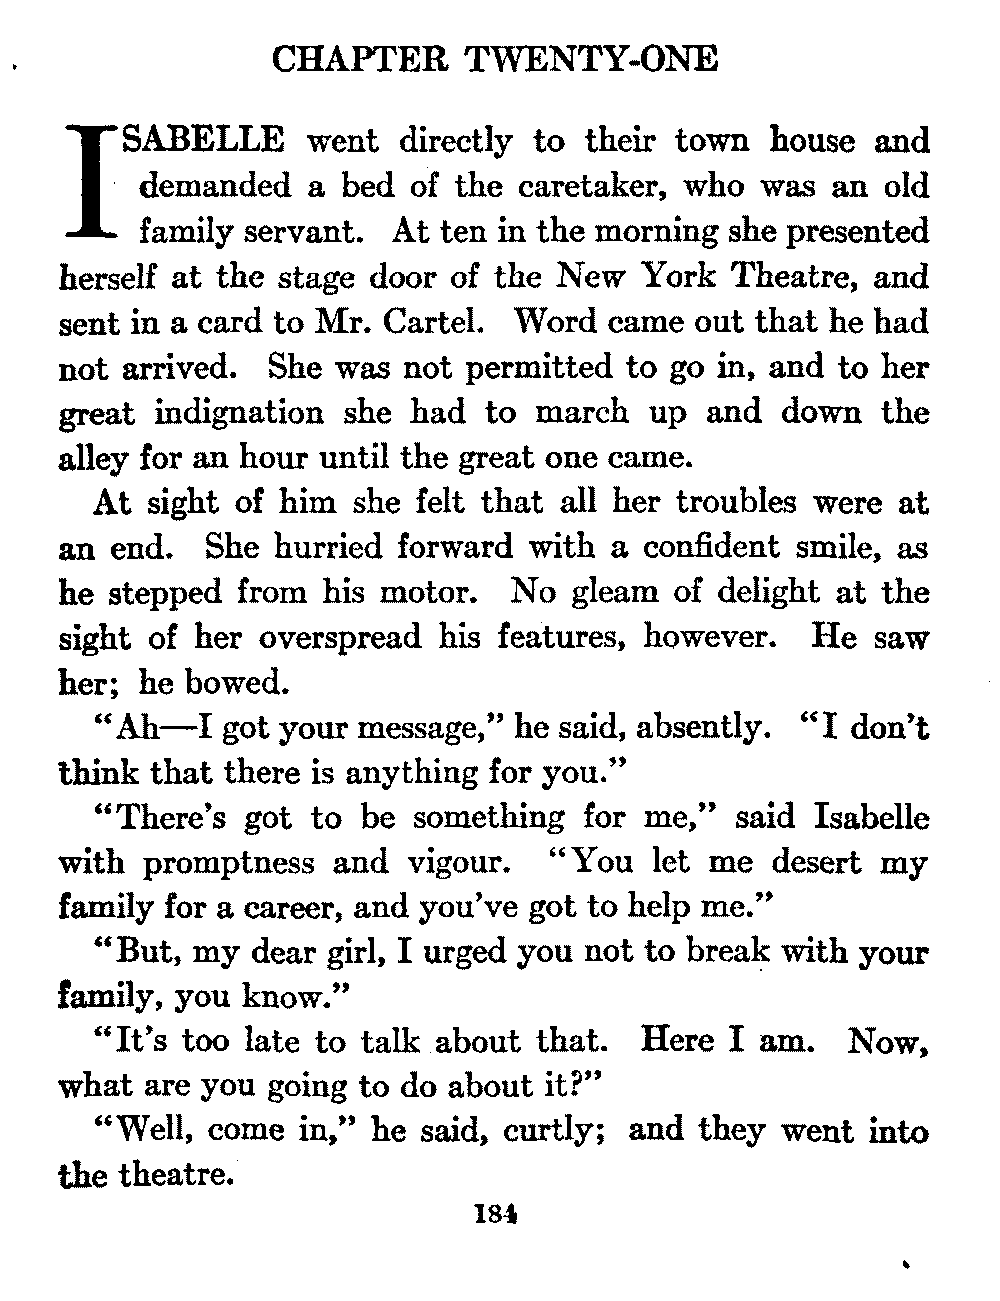 CHAPTER TWENTY-ONE
ISABELLE went directly to their town house and
demanded a bed of the caretaker, who was an old
family servant. At ten in the morning she presented
herself at the stage door of the New York Theatre, and
sent in a card to Mr. Cartel. Word came out that he had
not arrived. She was not permitted to go in, and to her
great indignation she had to march up and down the
alley for an hour until the great one came.
At sight of him she felt that all her troubles were at
an end. She hurried forward with a confident smile, as
he stepped from his motor. No gleam of delight at the
sight of her overspread his features, however. He saw
her; he bowed.
“Ah—I got your message,” he said, absently. “I don’t
think that there is anything for you.”
“There’s got to be something for me,” said Isabelle
with promptness and vigour. “You let me desert my
family for a career, and you’ve got to help me.”
“But, my dear girl, I urged you not to break with your
family, you know.”
“It’s too late to talk about that. Here I am. Now,
what are you going to do about it?”
“Well, come in,” he said, curtly; and they went into
the theatre.
184